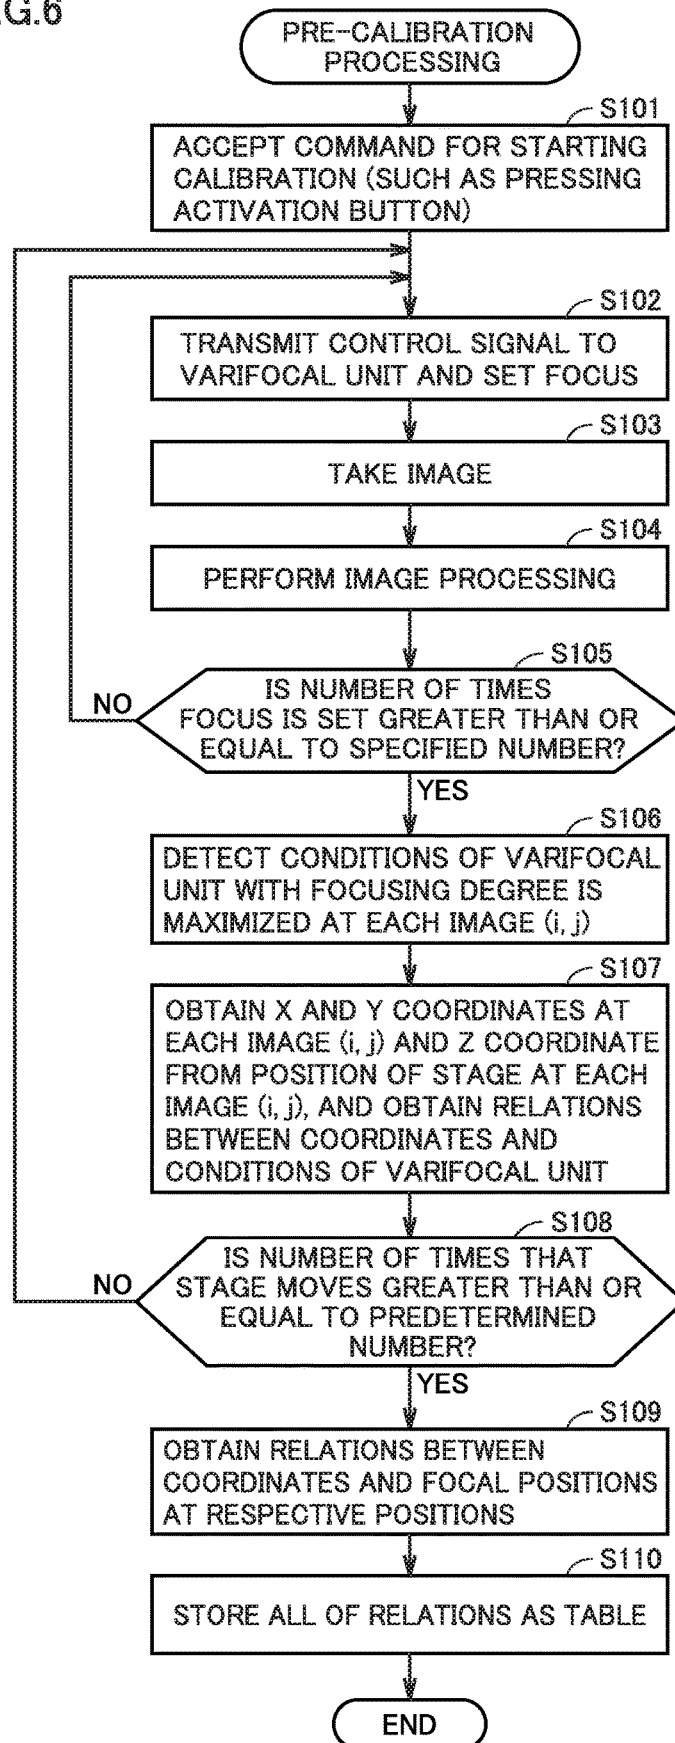 G.6
PRE-CALIBRATION
PROCESSING
S101
ACCEPT COMMAND FOR STARTING
CALIBRATION (SUCH AS PRESSING
ACTIVATION BUTTON)
S102
TRANSMIT CONTROL SIGNAL TO
VARIFOCAL UNIT AND SET FOCUS
S103
TAKE IMAGE
S104
PERFORM IMAGE PROCESSING
S105
IS NUMBER OF TIMES
FOCUS IS SET GREATER THAN OR
EQUAL TO SPECIFIED NUMBER?
NO
YES
S106
DETECT CONDITIONS OF VARIFOCAL
UNIT WITH FOCUSING DEGREE IS
MAXIMIZED AT EACH IMAGE (i, j)
S107
OBTAIN X AND Y COORDINATES AT
EACH IMAGE (i, j) AND Z COORDINATE
FROM POSITION OF STAGE AT EACH
IMAGE (i, j), AND OBTAIN RELATIONS
BETWEEN COORDINATES AND
CONDITIONS OF VARIFOCAL UNIT
S108
IS NUMBER OF TIMES THAT
STAGE MOVES GREATER THAN OR
EQUAL TO PREDETERMINED
NUMBER?
NO
YES
S109
OBTAIN RELATIONS BETWEEN
COORDINATES AND FOCAL POSITIONS
AT RESPECTIVE POSITIONS
S110
STORE ALL OF RELATIONS AS TABLE
END